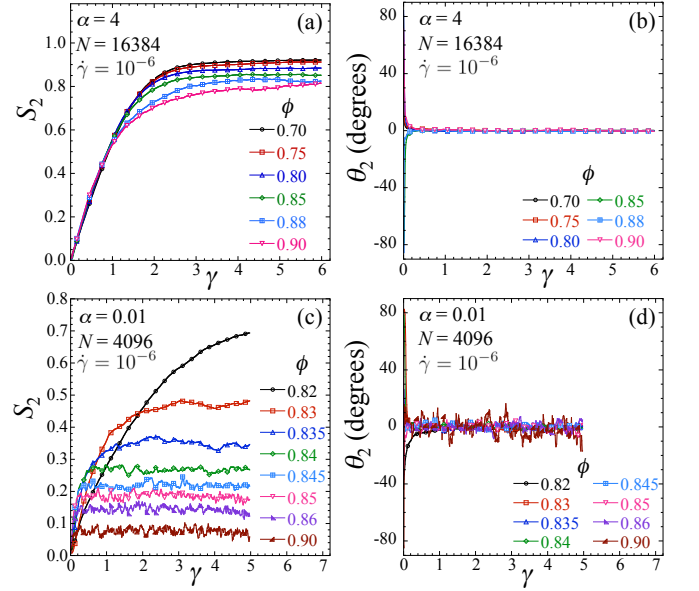 (a)
α = 4
N = 16384
γ̇ = 10⁻⁶
S₂
1.0
0.8
0.6
0.4
0.2
0.0
ϕ
0.70
0.75
0.80
0.85
0.88
0.90
0 1 2 3 4 5 6
γ
(b)
α = 4
N = 16384
γ̇ = 10⁻⁶
θ₂ (degrees)
80
40
0
-40
-80
ϕ
0.70 0.85
0.75 0.88
0.80 0.90
0 1 2 3 4 5 6
γ
(c)
α = 0.01
N = 4096
γ̇ = 10⁻⁶
S₂
0.7
0.6
0.5
0.4
0.3
0.2
0.1
0.0
ϕ
0.82
0.83
0.835
0.84
0.845
0.85
0.86
0.90
0 1 2 3 4 5 6 7
γ
(d)
α = 0.01
N = 4096
γ̇ = 10⁻⁶
θ₂ (degrees)
80
40
0
-40
-80
ϕ
0.82 0.845
0.83 0.85
0.835 0.86
0.84 0.90
0 1 2 3 4 5 6 7
γ